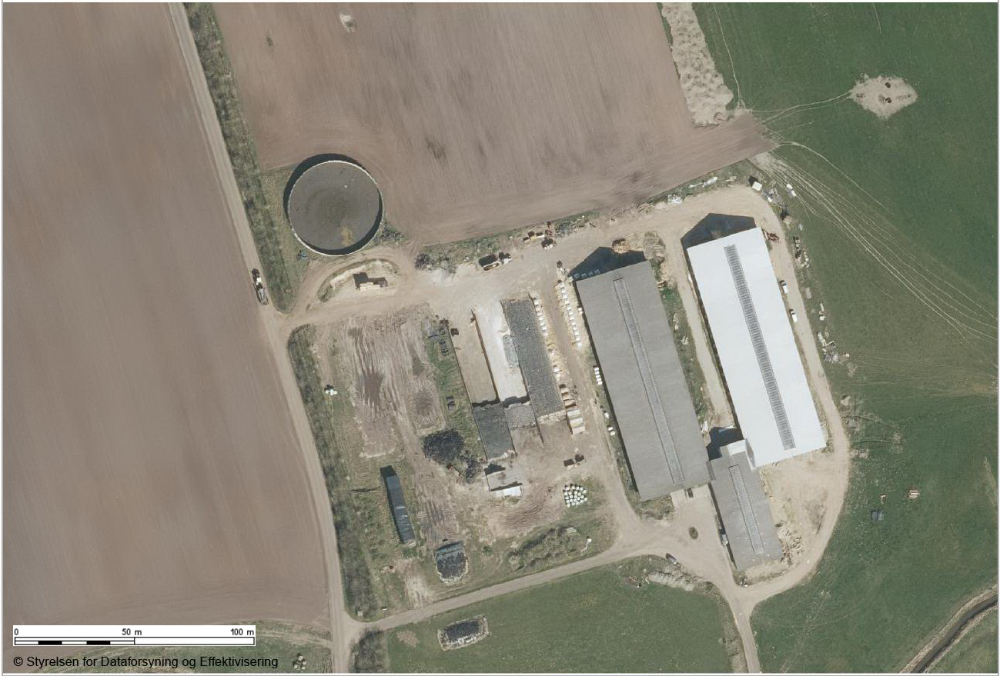 0 50 m 100 m
© Styrelsen for Dataforsyning og Effektivisering